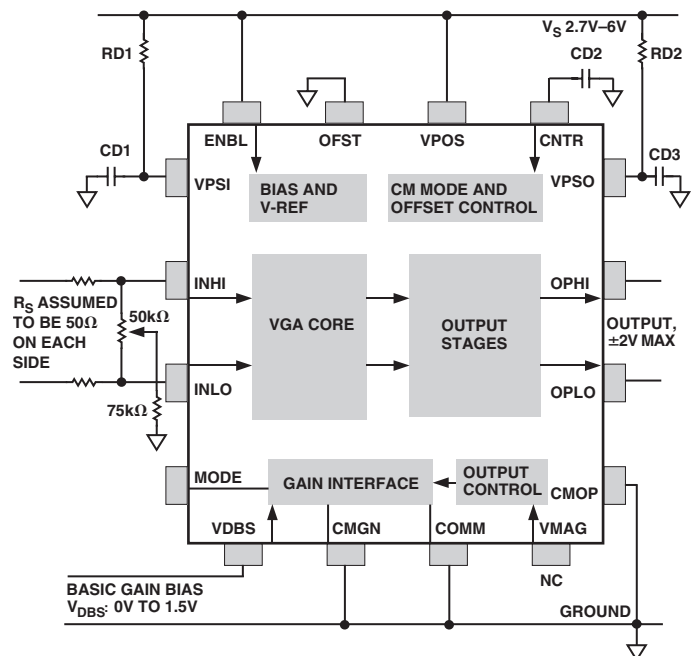 V_S 2.7V–6V
RD1
CD2
RD2
ENBL
OFST
VPOS
CNTR
CD1
CD3
VPSI
VPSO
BIAS AND
V-REF
CM MODE AND
OFFSET CONTROL
INHI
OPHI
R_S ASSUMED
TO BE 50Ω
ON EACH
SIDE
50kΩ
VGA CORE
OUTPUT
STAGES
OUTPUT,
±2V MAX
INLO
OPLO
75kΩ
MODE
GAIN INTERFACE
OUTPUT
CONTROL
CMOP
VDBS
CMGN
COMM
VMAG
NC
BASIC GAIN BIAS
V_DBS: 0V TO 1.5V
GROUND